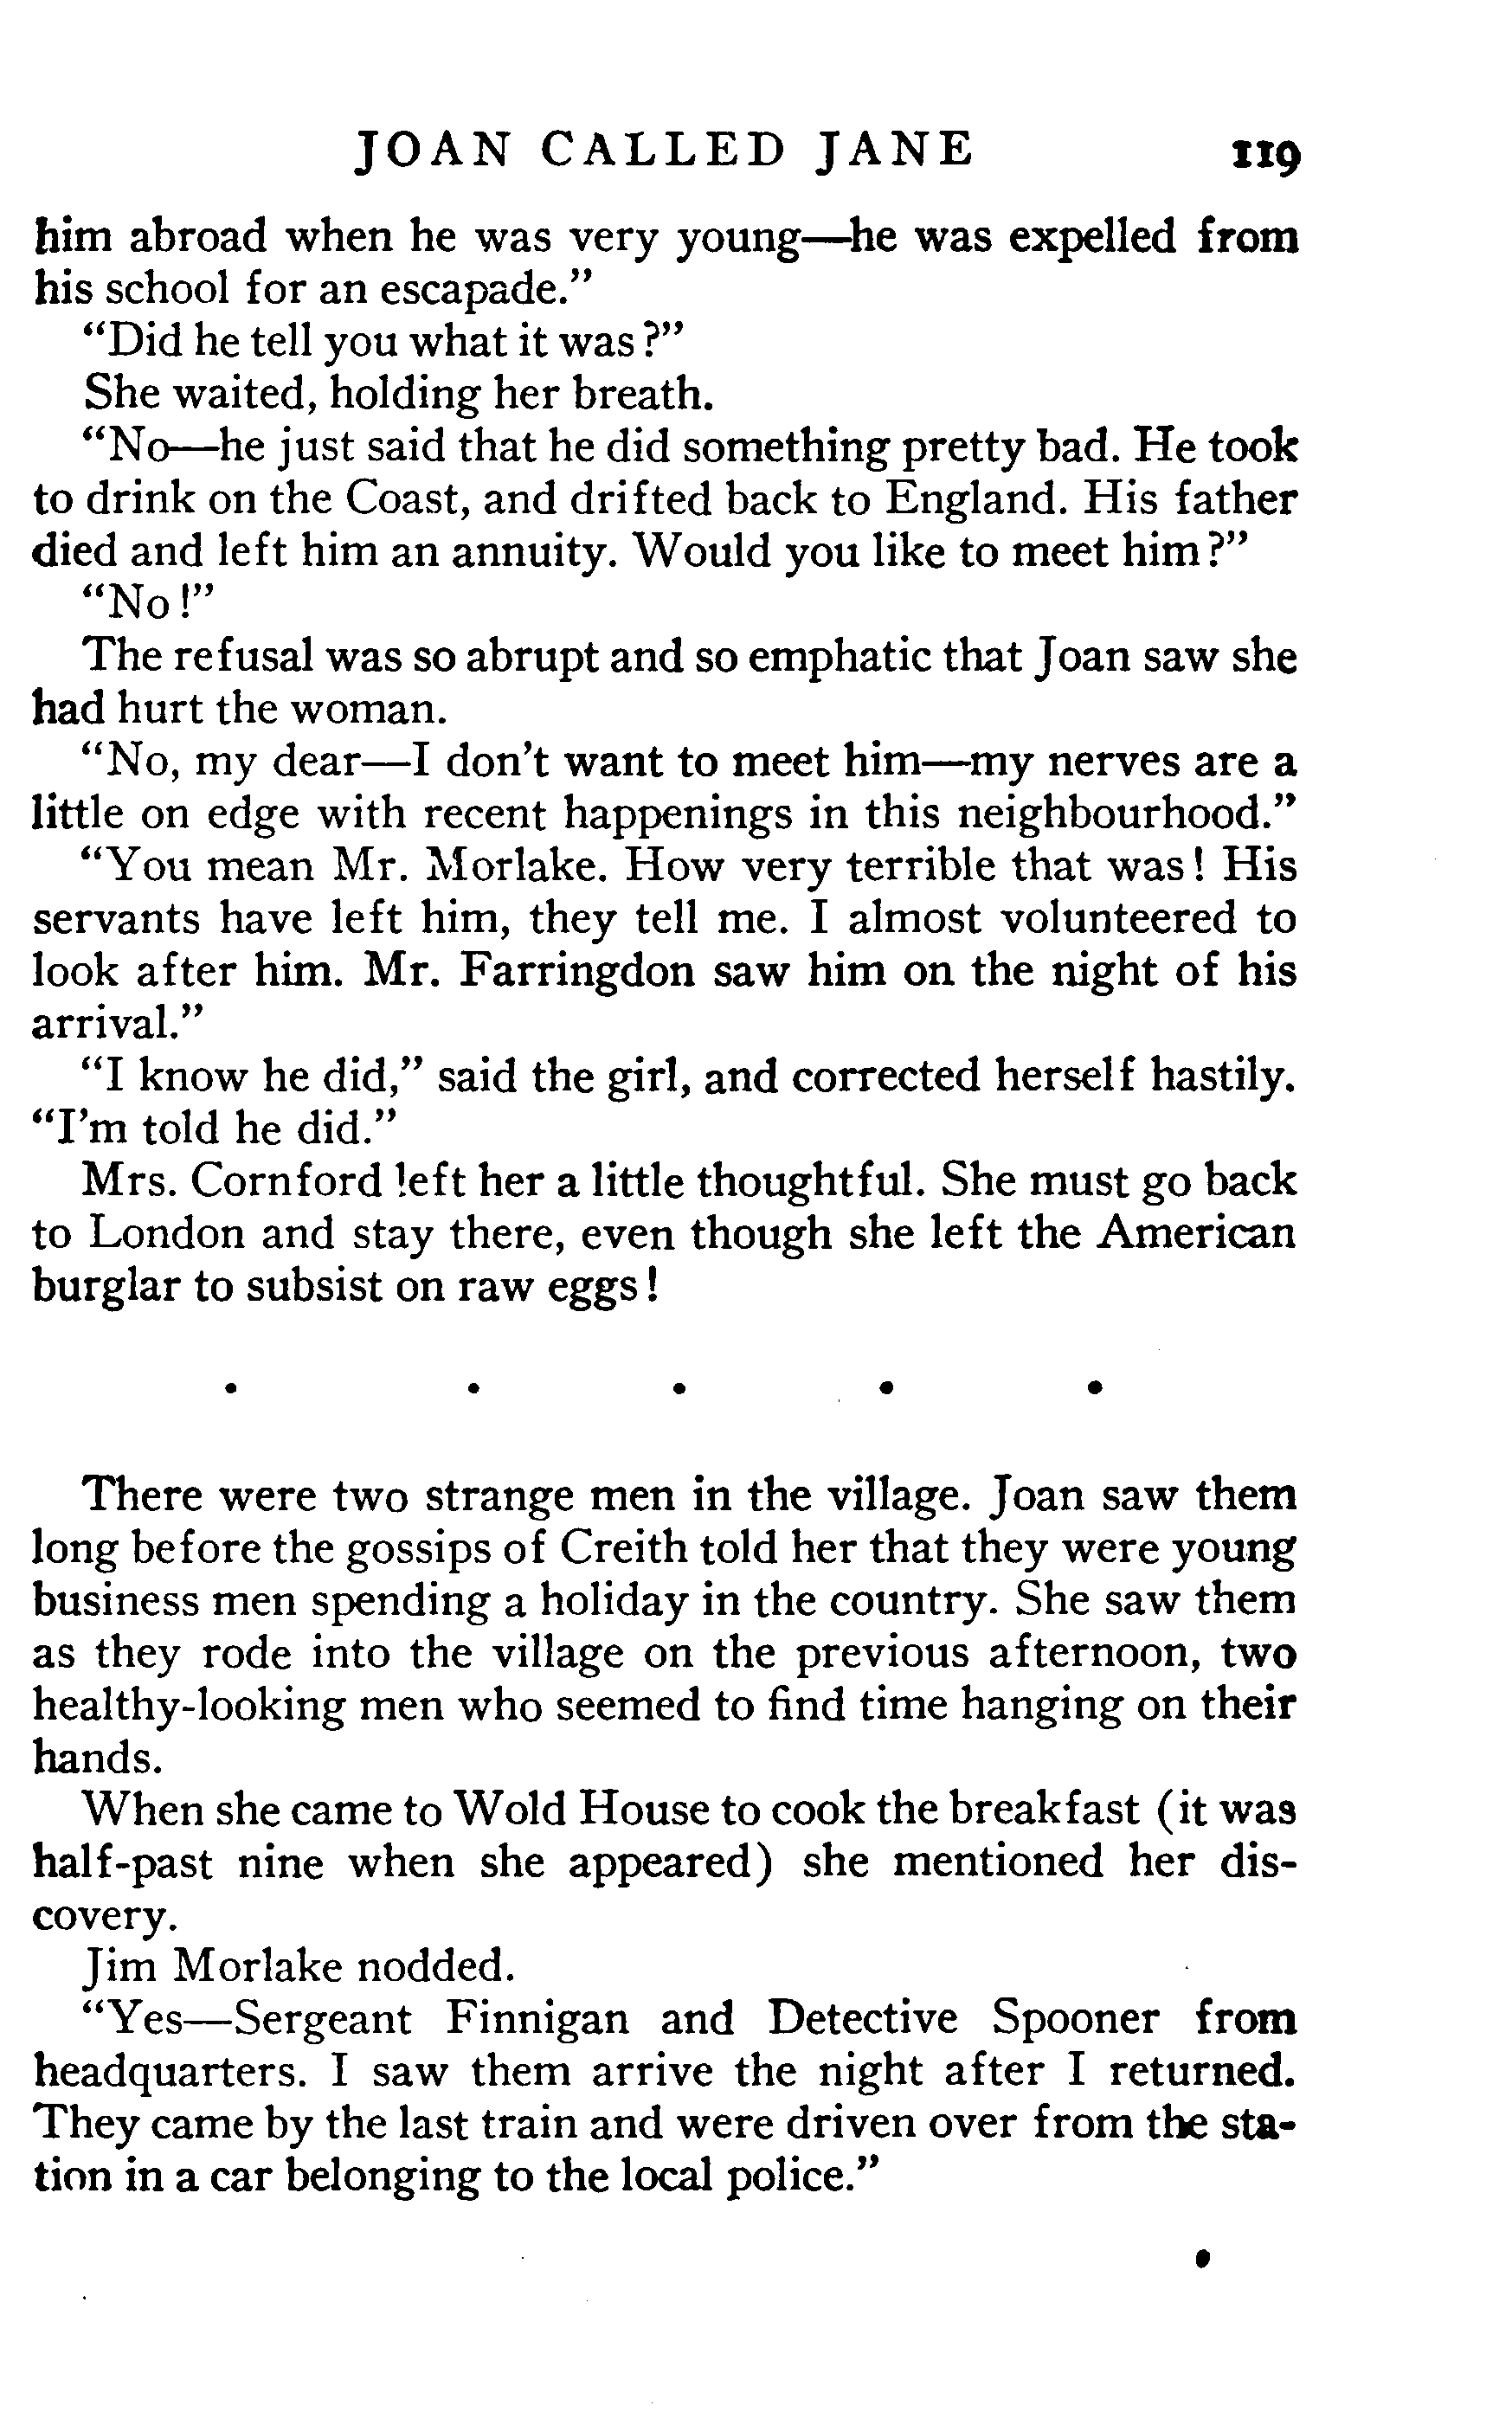 JOAN CALLED JANE 119
him abroad when he was very young—he was expelled from
his school for an escapade."
"Did he tell you what it was?"
She waited, holding her breath.
"No—he just said that he did something pretty bad. He took
to drink on the Coast, and drifted back to England. His father
died and left him an annuity. Would you like to meet him?"
"No!"
The refusal was so abrupt and so emphatic that Joan saw she
had hurt the woman.
"No, my dear—I don't want to meet him—my nerves are a
little on edge with recent happenings in this neighbourhood."
"You mean Mr. Morlake. How very terrible that was! His
servants have left him, they tell me. I almost volunteered to
look after him. Mr. Farringdon saw him on the night of his
arrival."
"I know he did," said the girl, and corrected herself hastily.
"I'm told he did."
Mrs. Cornford left her a little thoughtful. She must go back
to London and stay there, even though she left the American
burglar to subsist on raw eggs!
. . . . .
There were two strange men in the village. Joan saw them
long before the gossips of Creith told her that they were young
business men spending a holiday in the country. She saw them
as they rode into the village on the previous afternoon, two
healthy-looking men who seemed to find time hanging on their
hands.
When she came to Wold House to cook the breakfast (it was
half-past nine when she appeared) she mentioned her dis-
covery.
Jim Morlake nodded.
"Yes—Sergeant Finnigan and Detective Spooner from
headquarters. I saw them arrive the night after I returned.
They came by the last train and were driven over from the sta-
tion in a car belonging to the local police."